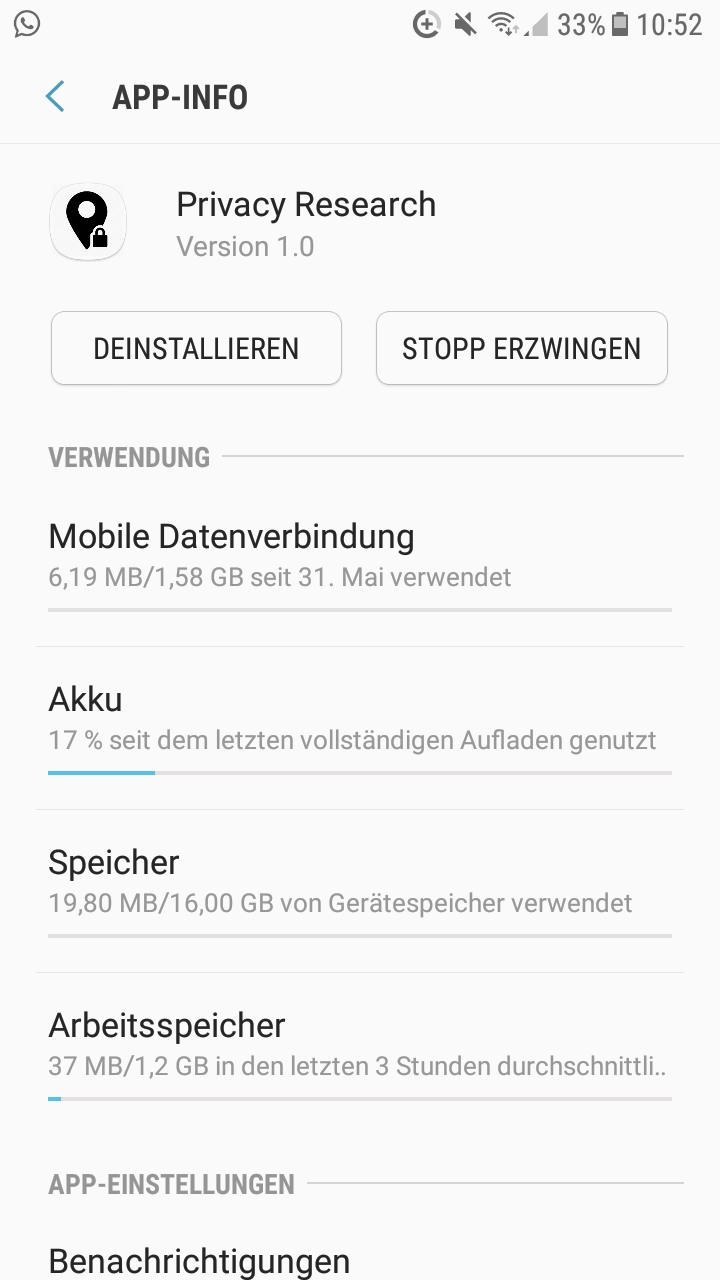 33% 10:52
APP-INFO
Privacy Research
Version 1.0
DEINSTALLIEREN
STOPP ERZWINGEN
VERWENDUNG
Mobile Datenverbindung
6,19 MB/1,58 GB seit 31. Mai verwendet
Akku
17 % seit dem letzten vollständigen Aufladen genutzt
Speicher
19,80 MB/16,00 GB von Gerätespeicher verwendet
Arbeitsspeicher
37 MB/1,2 GB in den letzten 3 Stunden durchschnittli..
APP-EINSTELLUNGEN
Benachrichtigungen